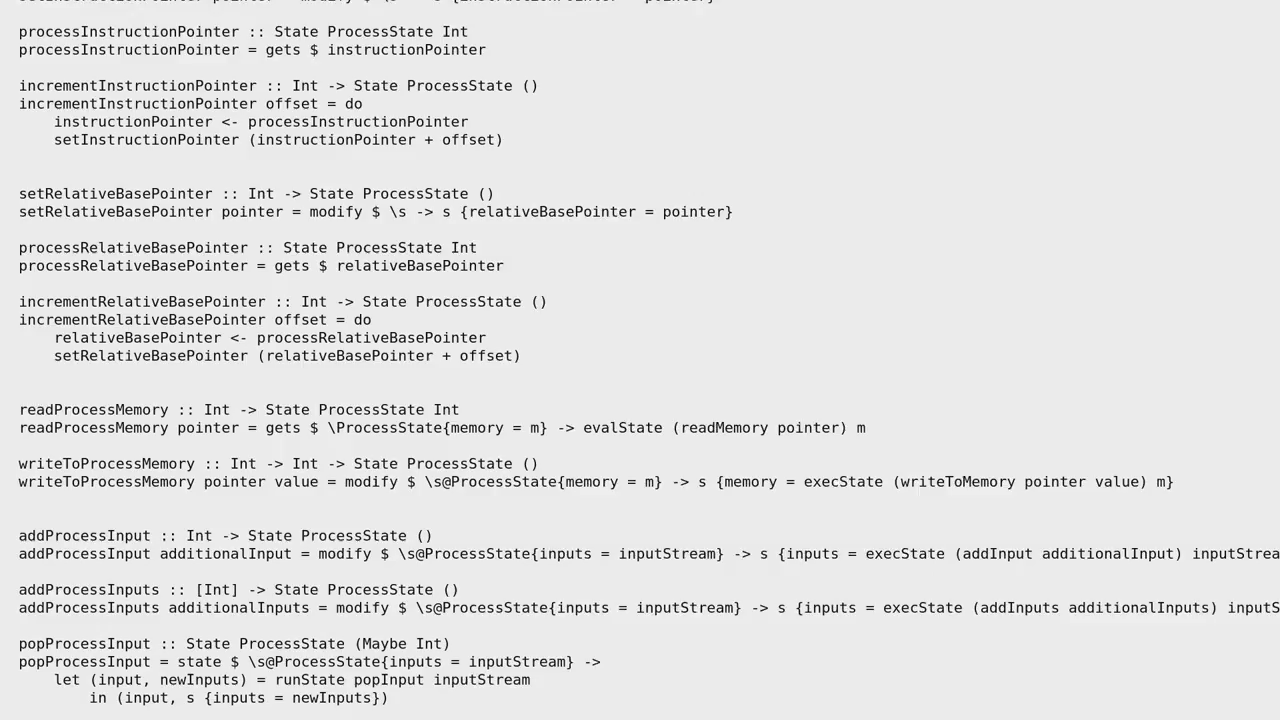 processInstructionPointer :: State ProcessState Int
processInstructionPointer = gets $ instructionPointer
incrementInstructionPointer :: Int -> State ProcessState ()
incrementInstructionPointer offset = do
instructionPointer <- processInstructionPointer
setInstructionPointer (instructionPointer + offset)
setRelativeBasePointer :: Int -> State ProcessState ()
setRelativeBasePointer pointer = modify $ \s -> s {relativeBasePointer = pointer}
processRelativeBasePointer :: State ProcessState Int
processRelativeBasePointer = gets $ relativeBasePointer
incrementRelativeBasePointer :: Int -> State ProcessState ()
incrementRelativeBasePointer offset = do
relativeBasePointer <- processRelativeBasePointer
setRelativeBasePointer (relativeBasePointer + offset)
readProcessMemory :: Int -> State ProcessState Int
readProcessMemory pointer = gets $ \ProcessState{memory = m} -> evalState (readMemory pointer) m
writeToProcessMemory :: Int -> Int -> State ProcessState ()
writeToProcessMemory pointer value = modify $ \s@ProcessState{memory = m} -> s {memory = execState (writeToMemory pointer value) m}
addProcessInput :: Int -> State ProcessState ()
addProcessInput additionalInput = modify $ \s@ProcessState{inputs = inputStream} -> s {inputs = execState (addInput additionalInput) inputStrea
addProcessInputs :: [Int] -> State ProcessState ()
addProcessInputs additionalInputs = modify $ \s@ProcessState{inputs = inputStream} -> s {inputs = execState (addInputs additionalInputs) inputS
popProcessInput :: State ProcessState (Maybe Int)
popProcessInput = state $ \s@ProcessState{inputs = inputStream} ->
let (input, newInputs) = runState popInput inputStream
in (input, s {inputs = newInputs})